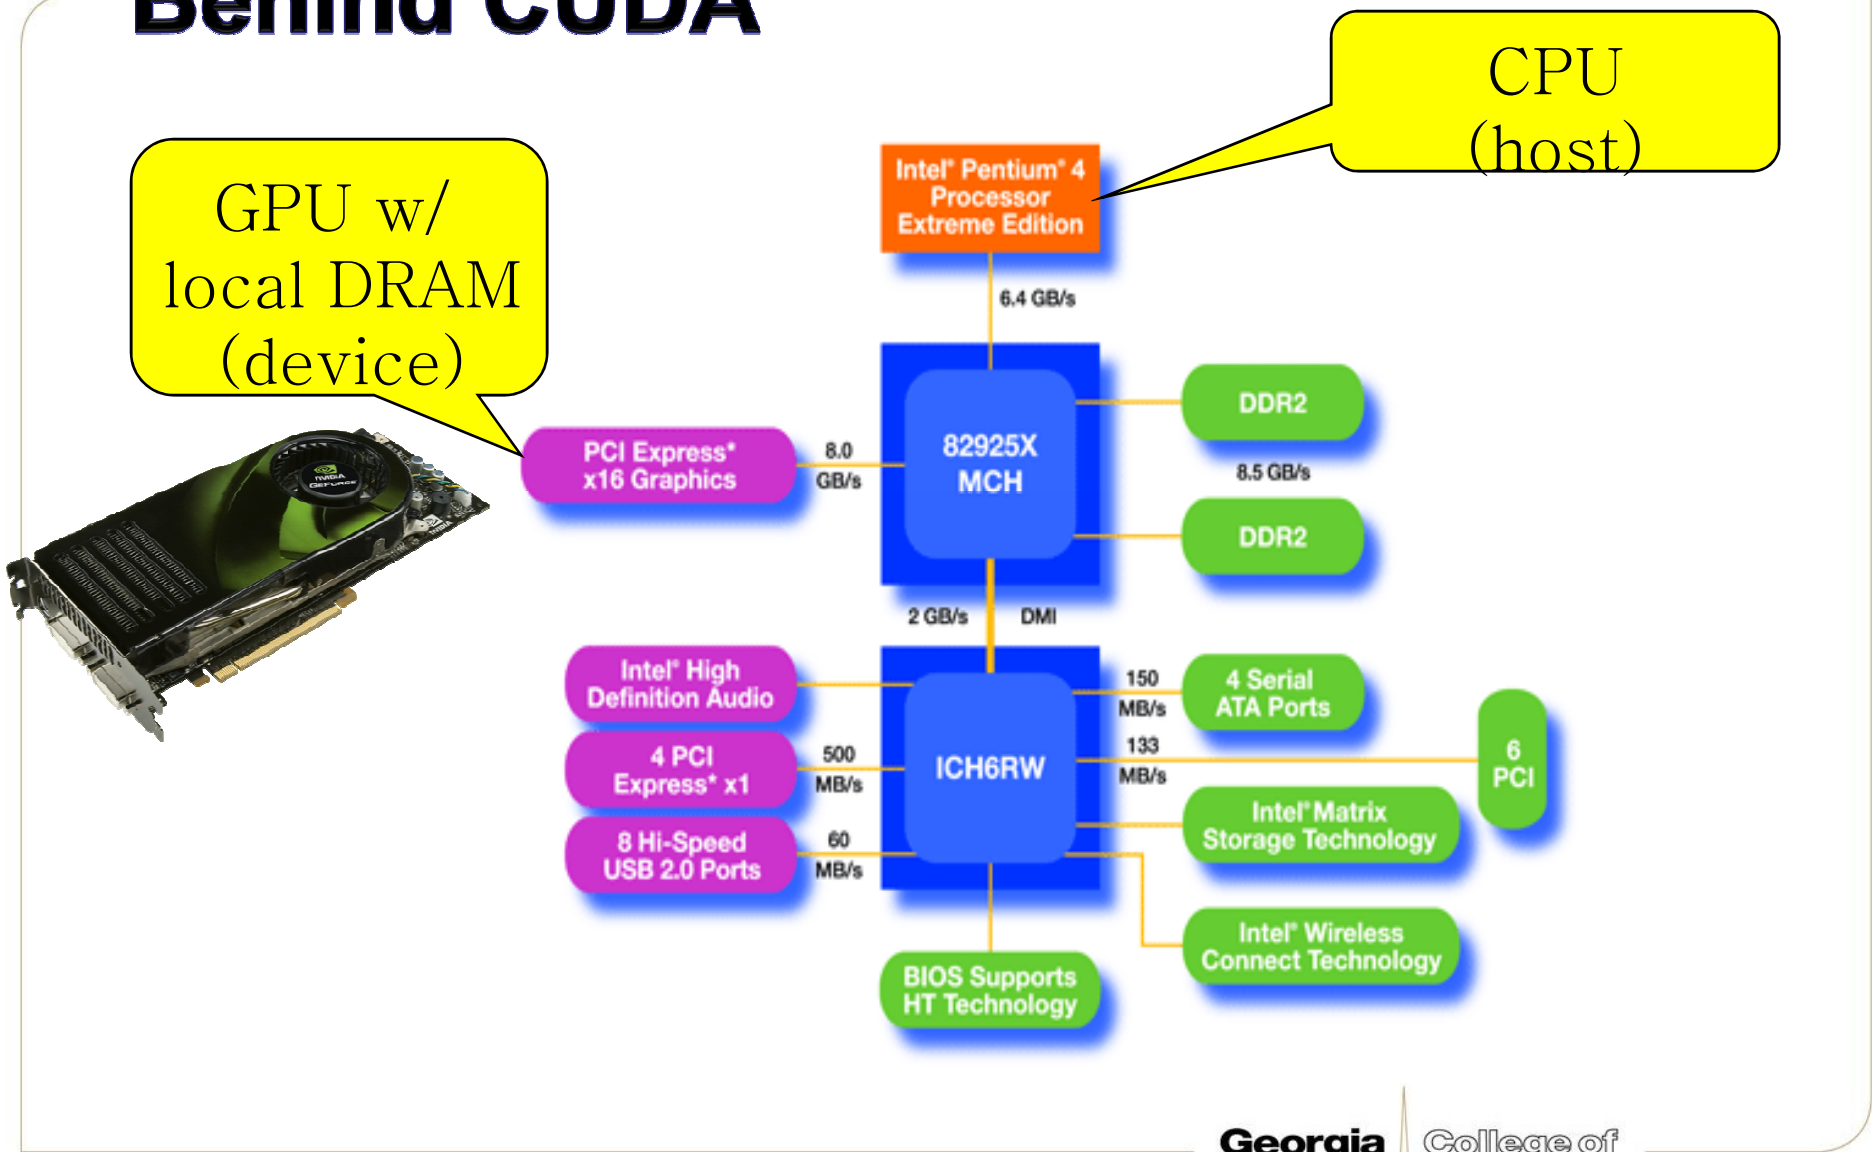 Behind CUDA
CPU
(host)
GPU w/
local DRAM
(device)
Intel® Pentium® 4
Processor
Extreme Edition
6.4 GB/s
82925X
MCH
DDR2
8.5 GB/s
DDR2
PCI Express*
x16 Graphics
8.0
GB/s
NVIDIA
GEFORCE
2 GB/s
DMI
Intel® High
Definition Audio
4 PCI
Express* x1
500
MB/s
8 Hi-Speed
USB 2.0 Ports
60
MB/s
ICH6RW
150
MB/s
4 Serial
ATA Ports
133
MB/s
6
PCI
Intel® Matrix
Storage Technology
Intel® Wireless
Connect Technology
BIOS Supports
HT Technology
Georgia
College of